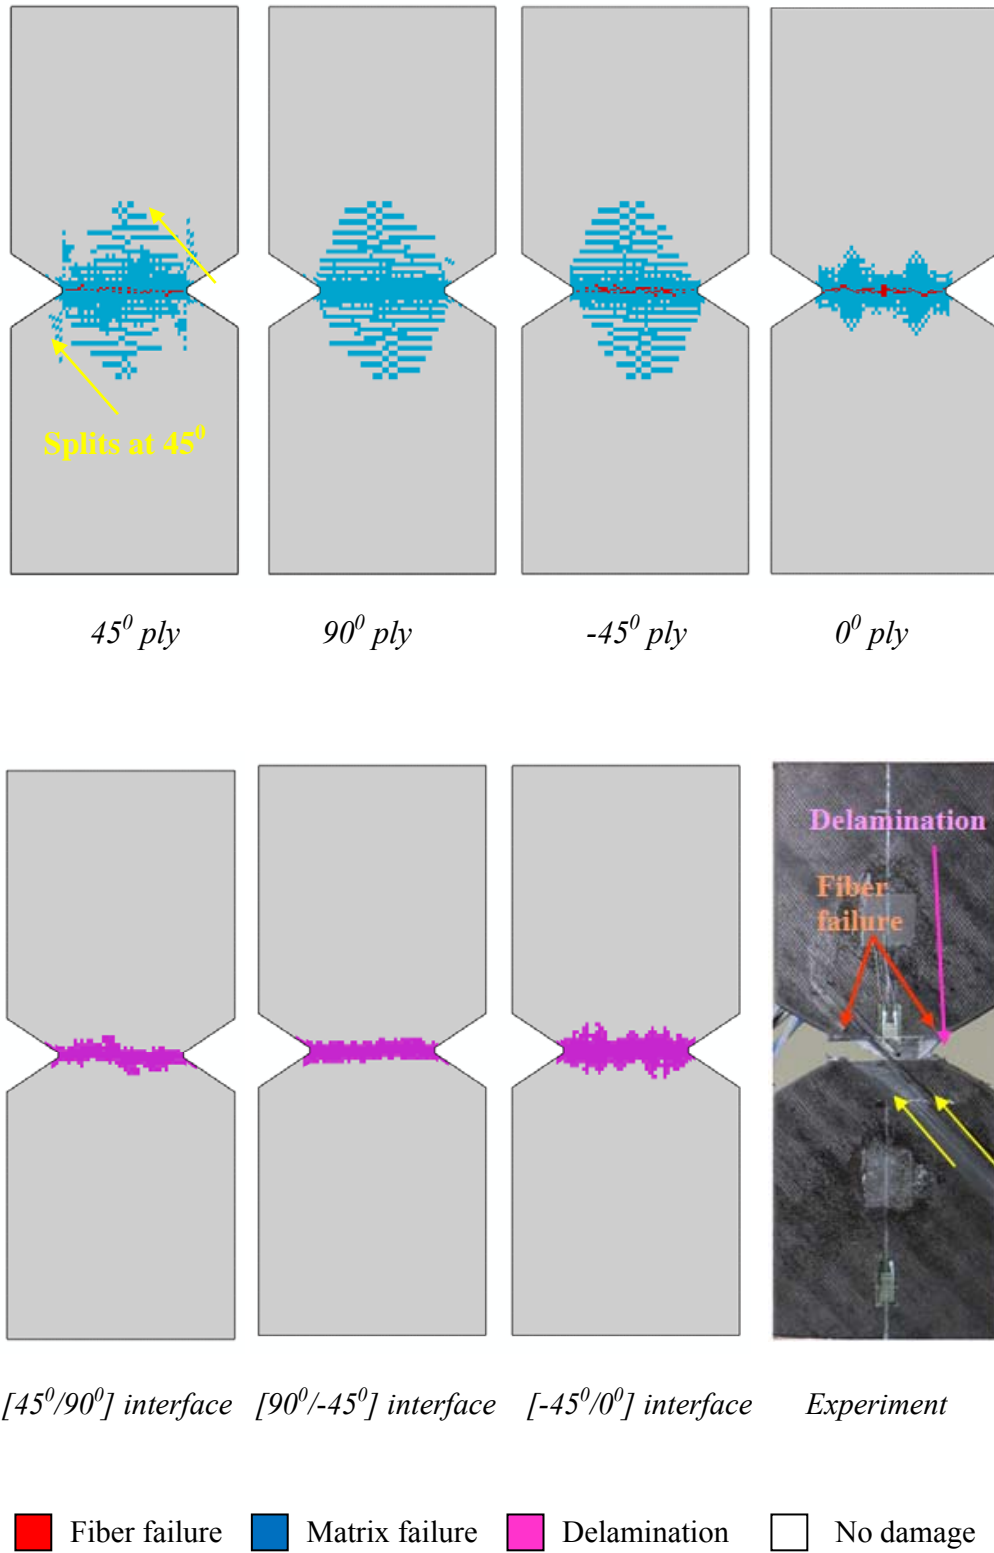 Splits at 45⁰
45⁰ ply 90⁰ ply -45⁰ ply 0⁰ ply
Delamination
Fiber
failure
[45⁰/90⁰] interface [90⁰/-45⁰] interface [-45⁰/0⁰] interface Experiment
Fiber failure Matrix failure Delamination No damage